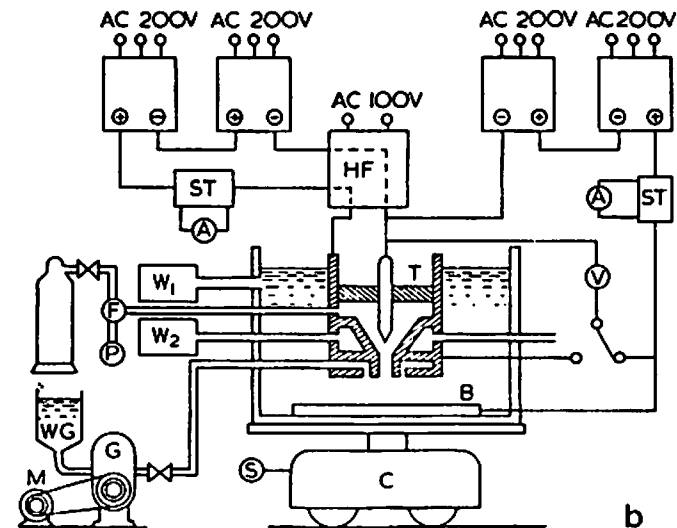 AC 200V AC 200V AC 200V AC200V
AC 100V
+ − + − − + − +
HF
ST A A ST
W₁ T V
F
W₂
P
B
WG G
M S C
b